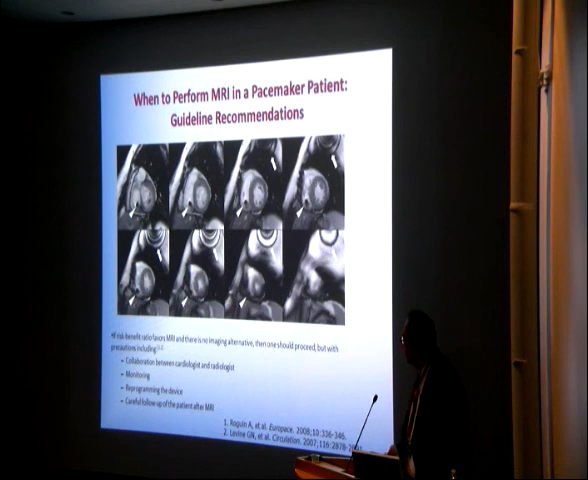 When to Perform MRI in a Pacemaker Patient:
Guideline Recommendations
•If risk-benefit ratio favors MRI and there is no imaging alternative, then one should proceed, but with
precautions including
– Collaboration between cardiologist and radiologist
– Monitoring
– Reprogramming the device
– Careful follow up of the patient after MRI
1. Roguin A, et al. Europace. 2008;10:336-346.
2. Levine GN, et al. Circulation. 2007;116:2878-